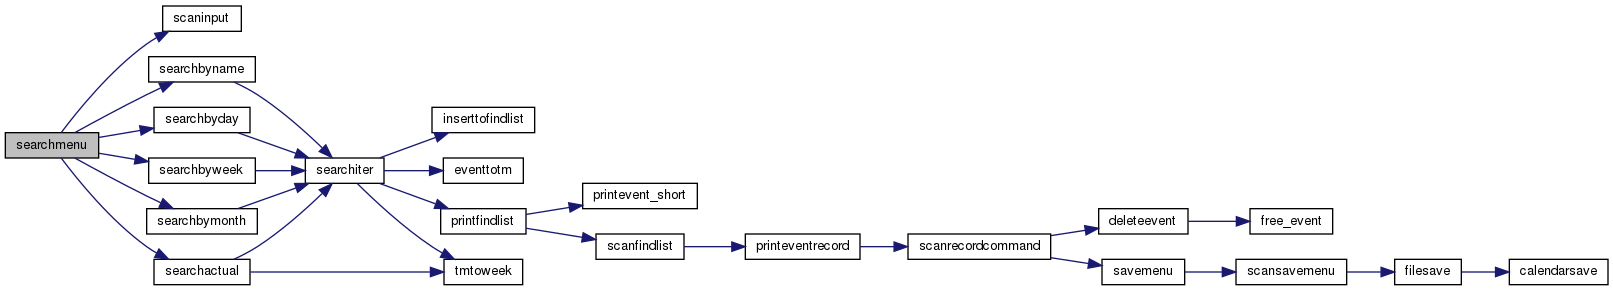 searchmenu
scaninput
searchbyname
searchbyday
searchbyweek
searchbymonth
searchactual
searchiter
inserttofindlist
eventtotm
printfindlist
tmtoweek
printevent_short
scanfindlist
printeventrecord
scanrecordcommand
deleteevent
free_event
savemenu
scansavemenu
filesave
calendarsave